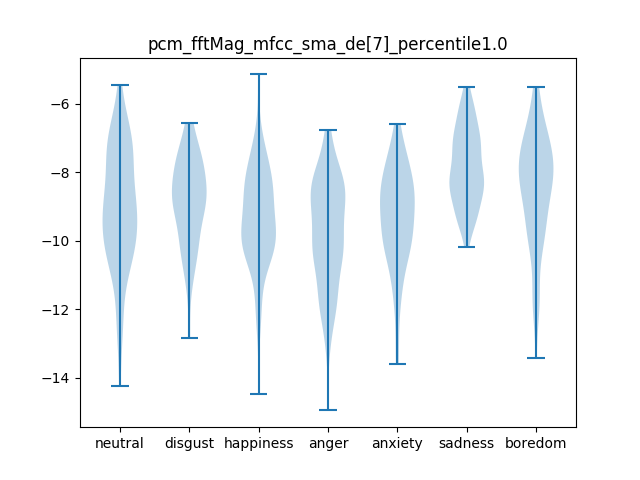 pcm_fftMag_mfcc_sma_de[7]_percentile1.0
−6
−8
−10
−12
−14
neutral disgust happiness anger anxiety sadness boredom